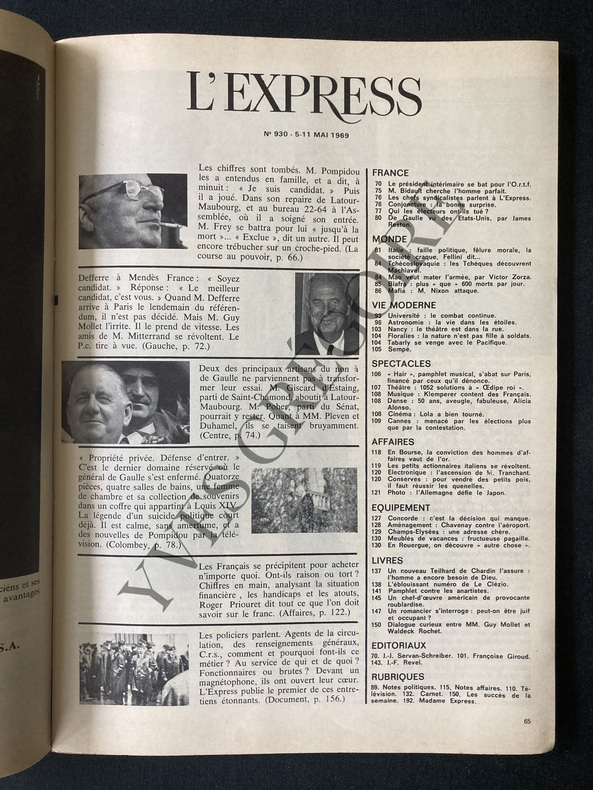 L'EXPRESS
Nº 930 - 5-11 MAI 1969
Les chiffres sont tombés. M. Pompidou
les a entendus en famille, et a dit, à
minuit : « Je suis candidat. » Puis
il a joué. Dans son repaire de Latour-
Maubourg, et au bureau 22-64 à l'As-
semblée, où il a soigné son entrée.
M. Frey se battra pour lui « jusqu'à la
mort »... « Exclue », dit un autre. Il peut
encore trébucher sur un croche-pied. (La
course au pouvoir, p. 66.)
Defferre à Mendès France : « Soyez
candidat. » Réponse : « Le meilleur
candidat, c'est vous. » Quand M. Defferre
arrive à Paris le lendemain du référen-
dum, il n'est pas décidé. Mais M. Guy
Mollet l'irrite. Il le prend de vitesse. Les
amis de M. Mitterrand se révoltent. Le
P.c. tire à vue. (Gauche, p. 72.)
Deux des principaux artisans du non à
de Gaulle ne parviennent pas à transfor-
mer leur essai. M. Giscard d'Estaing,
parti de Saint-Cloud, aboutit à Latour-
Maubourg. M. Poher, parti du Sénat,
pourrait y rester. Quant à MM. Pleven et
Duhamel, ils se taisent bruyamment.
(Centre, p. 74.)
« Propriété privée. Défense d'entrer. »
C'est le dernier domaine réservé où le
général de Gaulle s'est enfermé. Quatorze
pièces, quatre salles de bains, une femme
de chambre et sa collection de souvenirs
dans un coffre qui appartint à Louis XIV.
La légende d'un suicide politique court
déjà. Il est calme, sans amertume, et a
des nouvelles de Pompidou par la télé-
vision. (Colombey, p. 78.)
Les Français se précipitent pour acheter
n'importe quoi. Ont-ils raison ou tort ?
Chiffres en main, analysant la situation
financière, les handicaps et les atouts,
Roger Priouret dit tout ce que l'on doit
savoir sur le franc. (Affaires, p. 122.)
Les policiers parlent. Agents de la circu-
lation, des renseignements généraux,
C.r.s., comment et pourquoi font-ils ce
métier ? Au service de qui et de quoi ?
Fonctionnaires ou brutes ? Devant un
magnétophone, ils ont ouvert leur cœur.
L'Express publie le premier de ces entre-
tiens étonnants. (Document, p. 156.)
FRANCE
70 Le président intérimaire se bat pour l'O.r.t.f.
75 M. Bidault cherche l'homme parfait.
76 Les chefs syndicalistes parlent à L'Express.
76 Conjoncture : la bonne surprise.
77 Qui les électeurs ont-ils tué ?
80 De Gaulle vu des Etats-Unis, par James
Reston.
MONDE
81 Italie : faille politique, fêlure morale, la
société craque, Fellini dit...
84 Tchécoslovaquie : les Tchèques découvrent
84 Mao veut mater l'armée, par Victor Zorza.
85 Biafra : plus « que » 600 morts par jour.
86 Mafia : M. Nixon attaque.
VIE MODERNE
93 Université : le combat continue.
96 Astronomie : la vie dans les étoiles.
103 Nancy : le théâtre est dans la rue.
104 Floralies : la nature n'est pas fille à soldats.
104 Tabarly se venge avec le Pacifique.
105 Sempé.
SPECTACLES
106 « Hair », pamphlet musical, s'abat sur Paris,
financé par ceux qu'il dénonce.
107 Théâtre : 1052 solutions à « Œdipe roi ».
108 Musique : Klemperer content des Français.
108 Danse : 50 ans, aveugle, fabuleuse, Alicia
Alonso.
108 Cinéma : Lola a bien tourné.
109 Cannes : menacé par les élections plus
que par la contestation.
AFFAIRES
118 En Bourse, la conviction des hommes d'af-
faires vaut de l'or.
119 Les petits actionnaires italiens se révoltent.
120 Electronique : l'ascension de M. Tranchant.
120 Conserves : pour vendre des petits pois,
il faut réussir les quenelles.
121 Photo : l'Allemagne défie le Japon.
EQUIPEMENT
127 Concorde : c'est la décision qui manque.
128 Aménagement : Chavenay contre l'aéroport.
129 Champs-Elysées : une adresse chère.
130 Meublés de vacances : fructueuse pagaille.
130 En Rouergue, on découvre « autre chose ».
LIVRES
137 Un nouveau Teilhard de Chardin l'assure :
l'homme a encore besoin de Dieu.
138 L'éblouissant numéro de Le Clézio.
141 Pamphlet contre les anartistes.
145 Un chef-d'œuvre américain de provocante
roublardise.
147 Un romancier s'interroge : peut-on être juif
et occupant ?
150 Dialogue curieux entre MM. Guy Mollet et
Waldeck Rochet.
EDITORIAUX
70. J.-J. Servan-Schreiber. 101. Françoise Giroud.
143. J.-F. Revel.
RUBRIQUES
89. Notes politiques. 115. Notes affaires. 110. Té-
lévision. 132. Carnet. 150. Les succès de la
semaine. 192. Madame Express.
65
ciens et ses
avantages
S.A.
YVES GRÉGOIRE